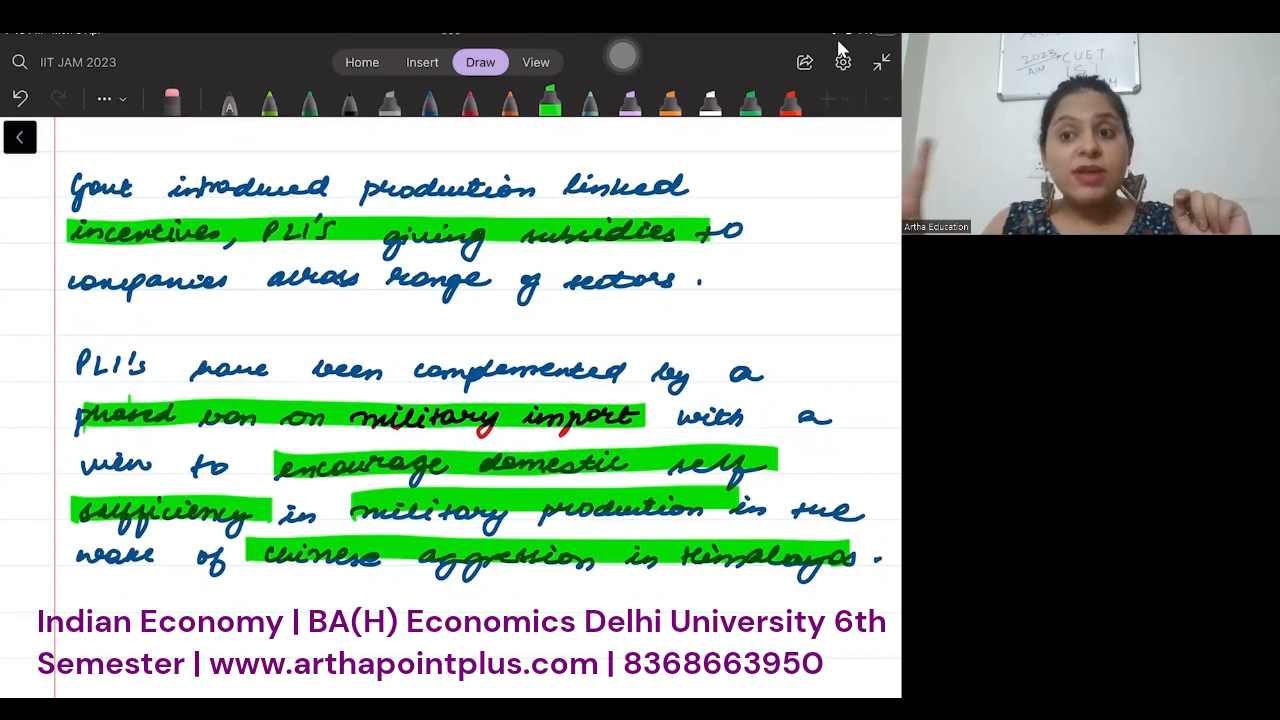 IIT JAM 2023
Home Insert Draw View
A
Govt introduced production linked
incentives, PLI's giving subsidies to
companies across range of sectors.
PLI's have been complemented by a
phased ban on military import with a
view to encourage domestic self
sufficiency in military production in the
wake of Chinese aggression in Himalayas.
Indian Economy | BA(H) Economics Delhi University 6th
Semester | www.arthapointplus.com | 8368663950
2023 CUET
Artha Education